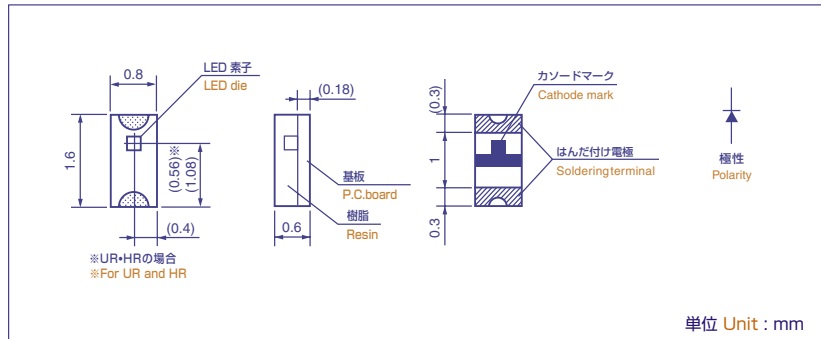 0.8
LED 素子
LED die
1.6
(0.56)※
(1.08)
(0.4)
※UR•HRの場合
※For UR and HR
(0.18)
基板
P.C.board
樹脂
Resin
0.6
(0.3)
1
0.3
カソードマーク
Cathode mark
はんだ付け電極
Solderingterminal
極性
Polarity
単位 Unit : mm